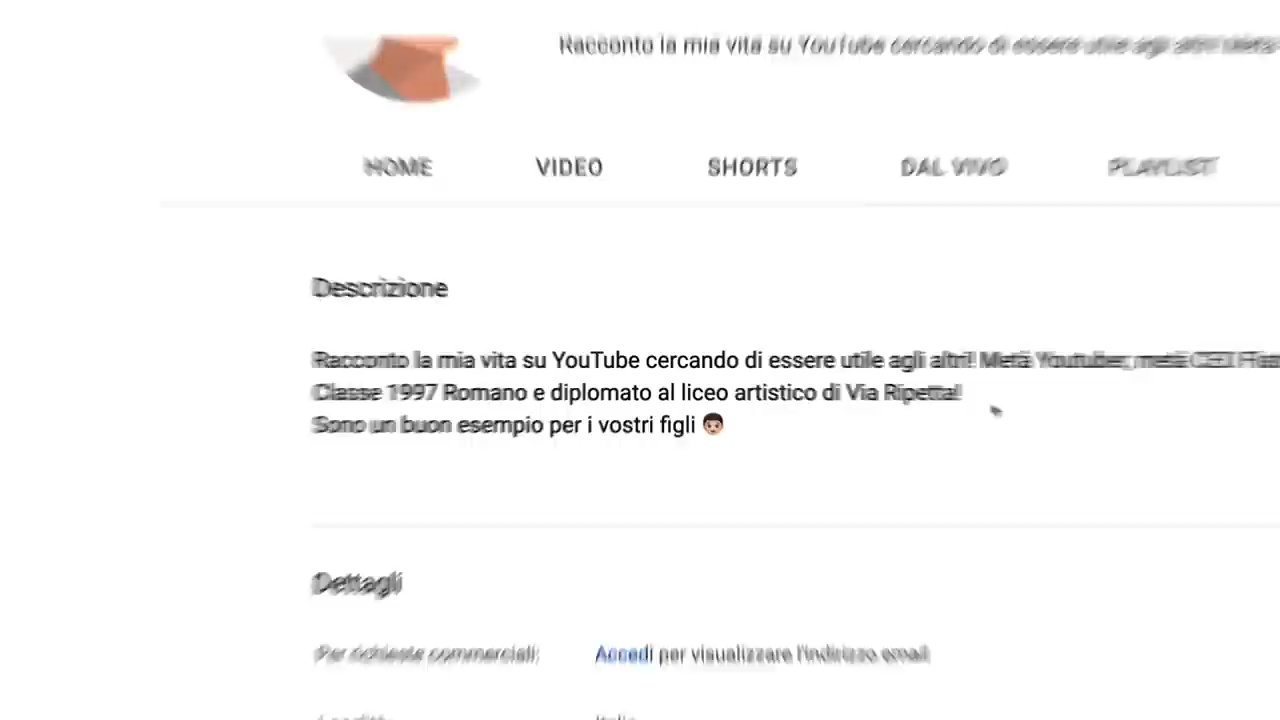 Racconto la mia vita su YouTube cercando di essere utile agli altri! Metà
HOME VIDEO SHORTS DAL VIVO PLAYLIST
Descrizione
Racconto la mia vita su YouTube cercando di essere utile agli altri! Metà Youtuber, metà CEO
Classe 1997 Romano e diplomato al liceo artistico di Via Ripetta!
Sono un buon esempio per i vostri figli 👦🏻
Dettagli
Per richieste commerciali: Accedi per visualizzare l'indirizzo email